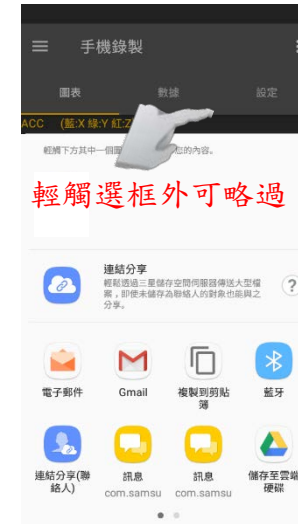 手機錄製
圖表 數據 設定
ACC (藍:X 綠:Y 紅:Z
輕觸下方其中一個圖 您的內容。
輕觸選框外可略過
連結分享
輕鬆透過三星儲存空間伺服器傳送大型檔
案，即使未儲存為聯絡人的對象也能與之
分享。
?
電子郵件 Gmail 複製到剪貼簿 藍牙
連結分享(聯絡人) 訊息 com.samsu 訊息 com.samsu 儲存至雲端硬碟